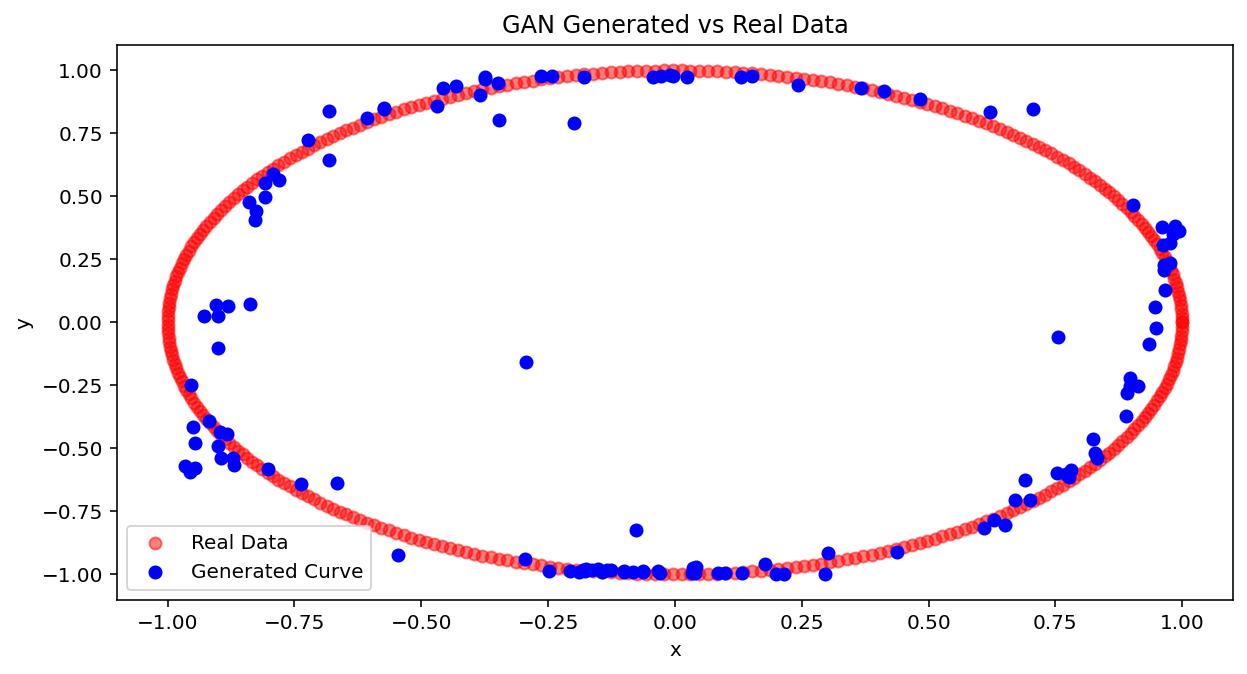 GAN Generated vs Real Data
y
1.00
0.75
0.50
0.25
0.00
−0.25
−0.50
−0.75
−1.00
Real Data
Generated Curve
−1.00 −0.75 −0.50 −0.25 0.00 0.25 0.50 0.75 1.00
x